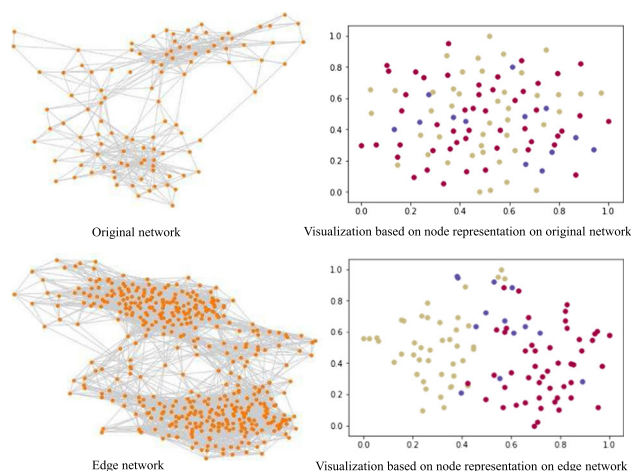 1.0
0.8
0.6
0.4
0.2
0.0
0.0 0.2 0.4 0.6 0.8 1.0
Original network
Visualization based on node representation on original network
1.0
0.8
0.6
0.4
0.2
0.0
0.0 0.2 0.4 0.6 0.8 1.0
Edge network
Visualization based on node representation on edge network